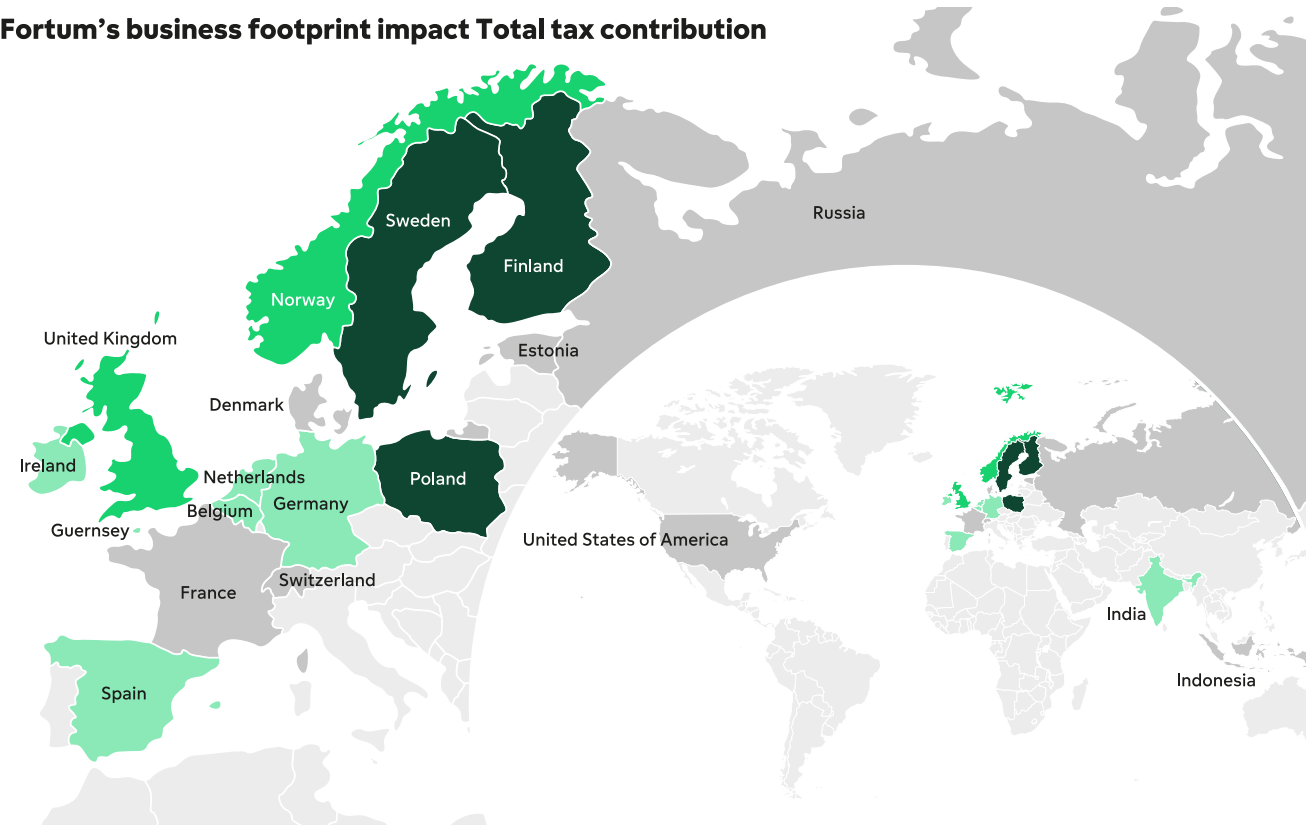 Fortum’s business footprint impact Total tax contribution
Russia
Sweden
Finland
Norway
United Kingdom
Estonia
Denmark
Ireland
Netherlands
Poland
Germany
Belgium
Guernsey
United States of America
Switzerland
France
India
Indonesia
Spain